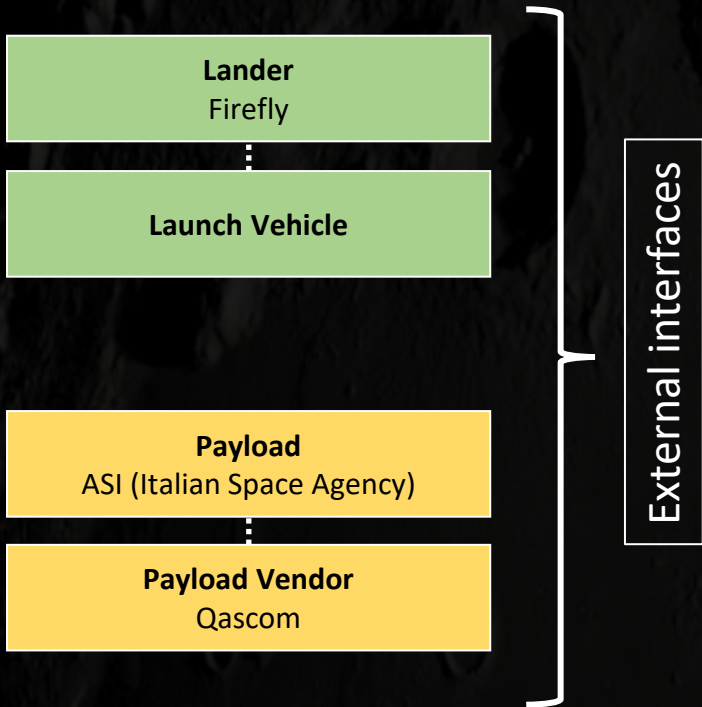 Lander
Firefly
Launch Vehicle
Payload
ASI (Italian Space Agency)
Payload Vendor
Qascom
External interfaces